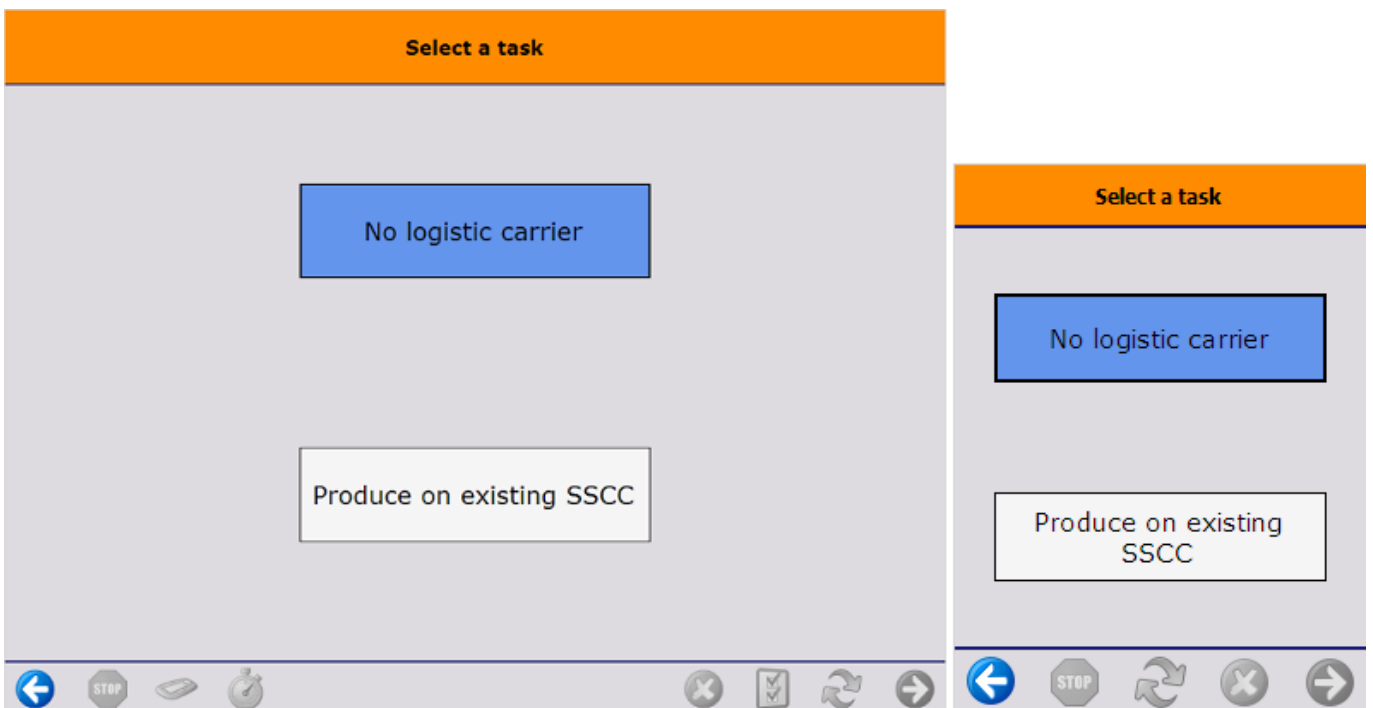 Select a task
No logistic carrier
Produce on existing SSCC
STOP
Select a task
No logistic carrier
Produce on existing
SSCC
STOP